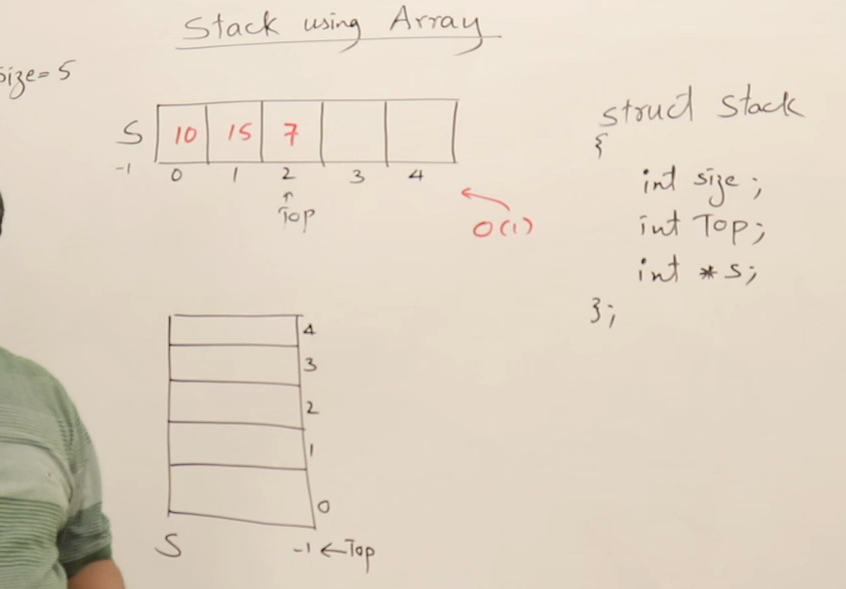 Stack using Array
size=5
S 10 15 7
-1 0 1 2 3 4
↑
Top
O(1)
struct Stack
{
int size;
int Top;
int *s;
};
4
3
2
1
0
S -1 ←Top